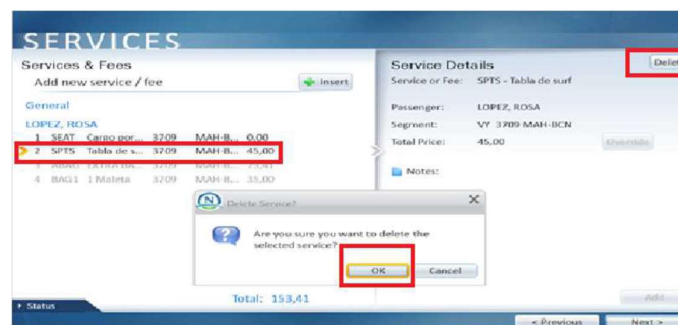 SERVICES
Services & Fees
Add new service / fee
Insert
General
LOPEZ, ROSA
1 SEAT Cargo por... 3709 MAH-B... 0,00
2 SPTS Tabla de s... 3709 MAH-B... 45,00
3709 MAH-B...
4 BAG1 1 Maleta 3709 MAH-B... 35,00
Total: 153,41
Status
Service Details
Delet
Service or Fee: SPTS - Tabla de surf
Passenger: LOPEZ, ROSA
Segment: VY 3709 MAH-BCN
Total Price: 45,00
Override
Notes:
Delete Service?
Are you sure you want to delete the
selected service?
OK Cancel
Add
< Previous Next >